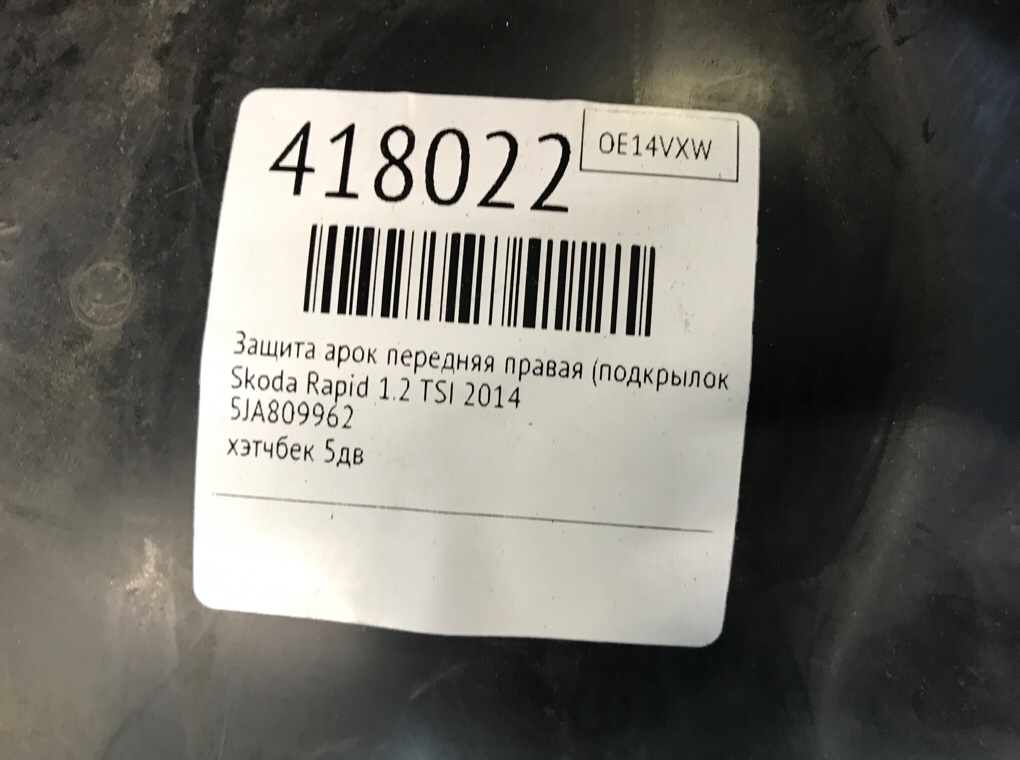 418022
OE14VXW
Защита арок передняя правая (подкрылок
Skoda Rapid 1.2 TSI 2014
5JA809962
хэтчбек 5дв